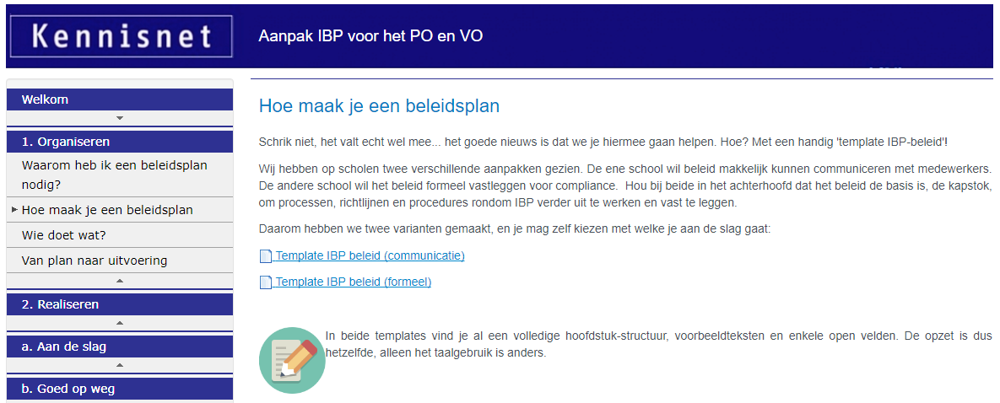 Kennisnet
Aanpak IBP voor het PO en VO
Welkom
1. Organiseren
Waarom heb ik een beleidsplan
nodig?
Hoe maak je een beleidsplan
Wie doet wat?
Van plan naar uitvoering
2. Realiseren
a. Aan de slag
b. Goed op weg
Hoe maak je een beleidsplan
Schrik niet, het valt echt wel mee... het goede nieuws is dat we je hiermee gaan helpen. Hoe? Met een handig 'template IBP-beleid'!
Wij hebben op scholen twee verschillende aanpakken gezien. De ene school wil beleid makkelijk kunnen communiceren met medewerkers.
De andere school wil het beleid formeel vastleggen voor compliance. Hou bij beide in het achterhoofd dat het beleid de basis is, de kapstok,
om processen, richtlijnen en procedures rondom IBP verder uit te werken en vast te leggen.
Daarom hebben we twee varianten gemaakt, en je mag zelf kiezen met welke je aan de slag gaat:
Template IBP beleid (communicatie)
Template IBP beleid (formeel)
In beide templates vind je al een volledige hoofdstuk-structuur, voorbeeldteksten en enkele open velden. De opzet is dus
hetzelfde, alleen het taalgebruik is anders.